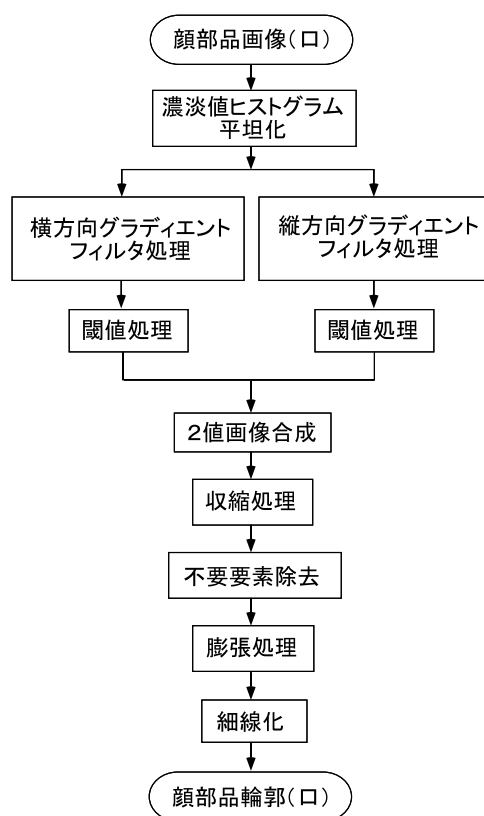 顔部品画像(口)
濃淡値ヒストグラム
平坦化
横方向グラディエント
フィルタ処理
縦方向グラディエント
フィルタ処理
閾値処理
閾値処理
２値画像合成
収縮処理
不要要素除去
膨張処理
細線化
顔部品輪郭(口)